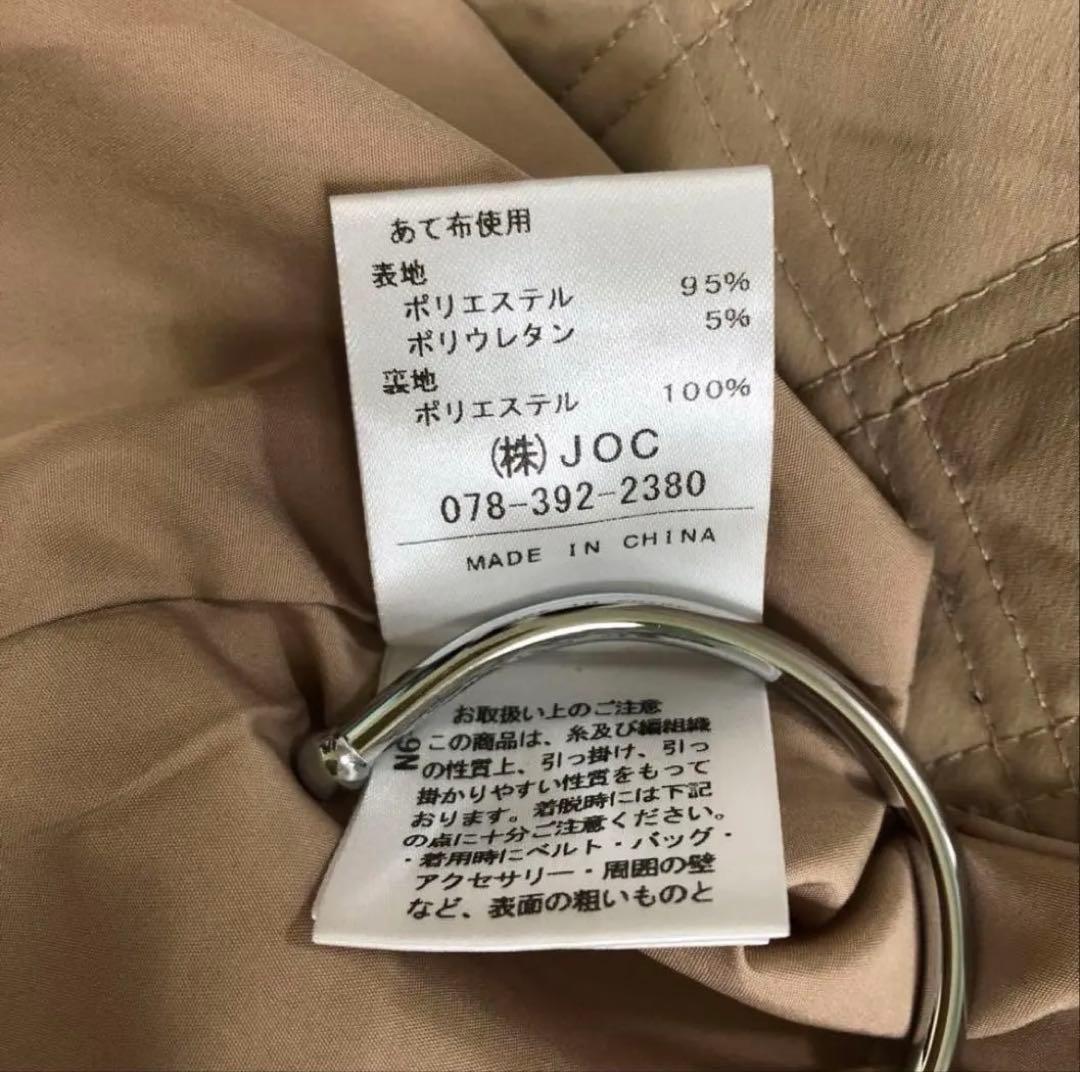 あて布使用
表地
ポリエステル 95%
ポリウレタン 5%
裏地
ポリエステル 100%
(株)JOC
078-392-2380
MADE IN CHINA
お取扱い上のご注意
この商品は、糸及び編組織
の性質上、引っ掛け、引っ
掛かりやすい性質をもって
おります。着脱時には下記
の点に十分ご注意ください。
・着用時にベルト・バッグ・
アクセサリー・周囲の壁
など、表面の粗いものと
N6